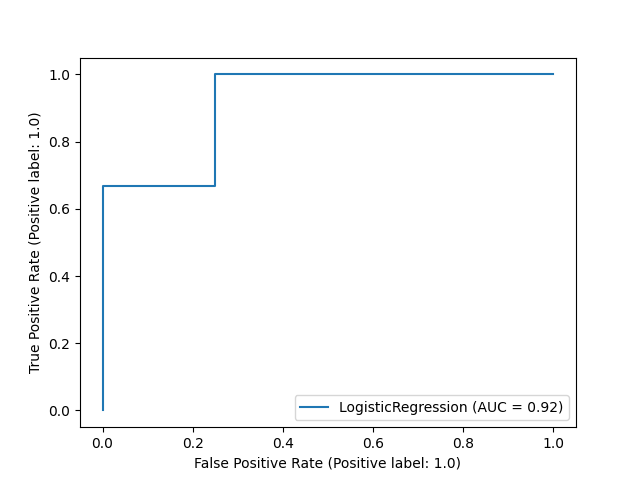 1.0
0.8
0.6
0.4
0.2
0.0
True Positive Rate (Positive label: 1.0)
LogisticRegression (AUC = 0.92)
0.0 0.2 0.4 0.6 0.8 1.0
False Positive Rate (Positive label: 1.0)